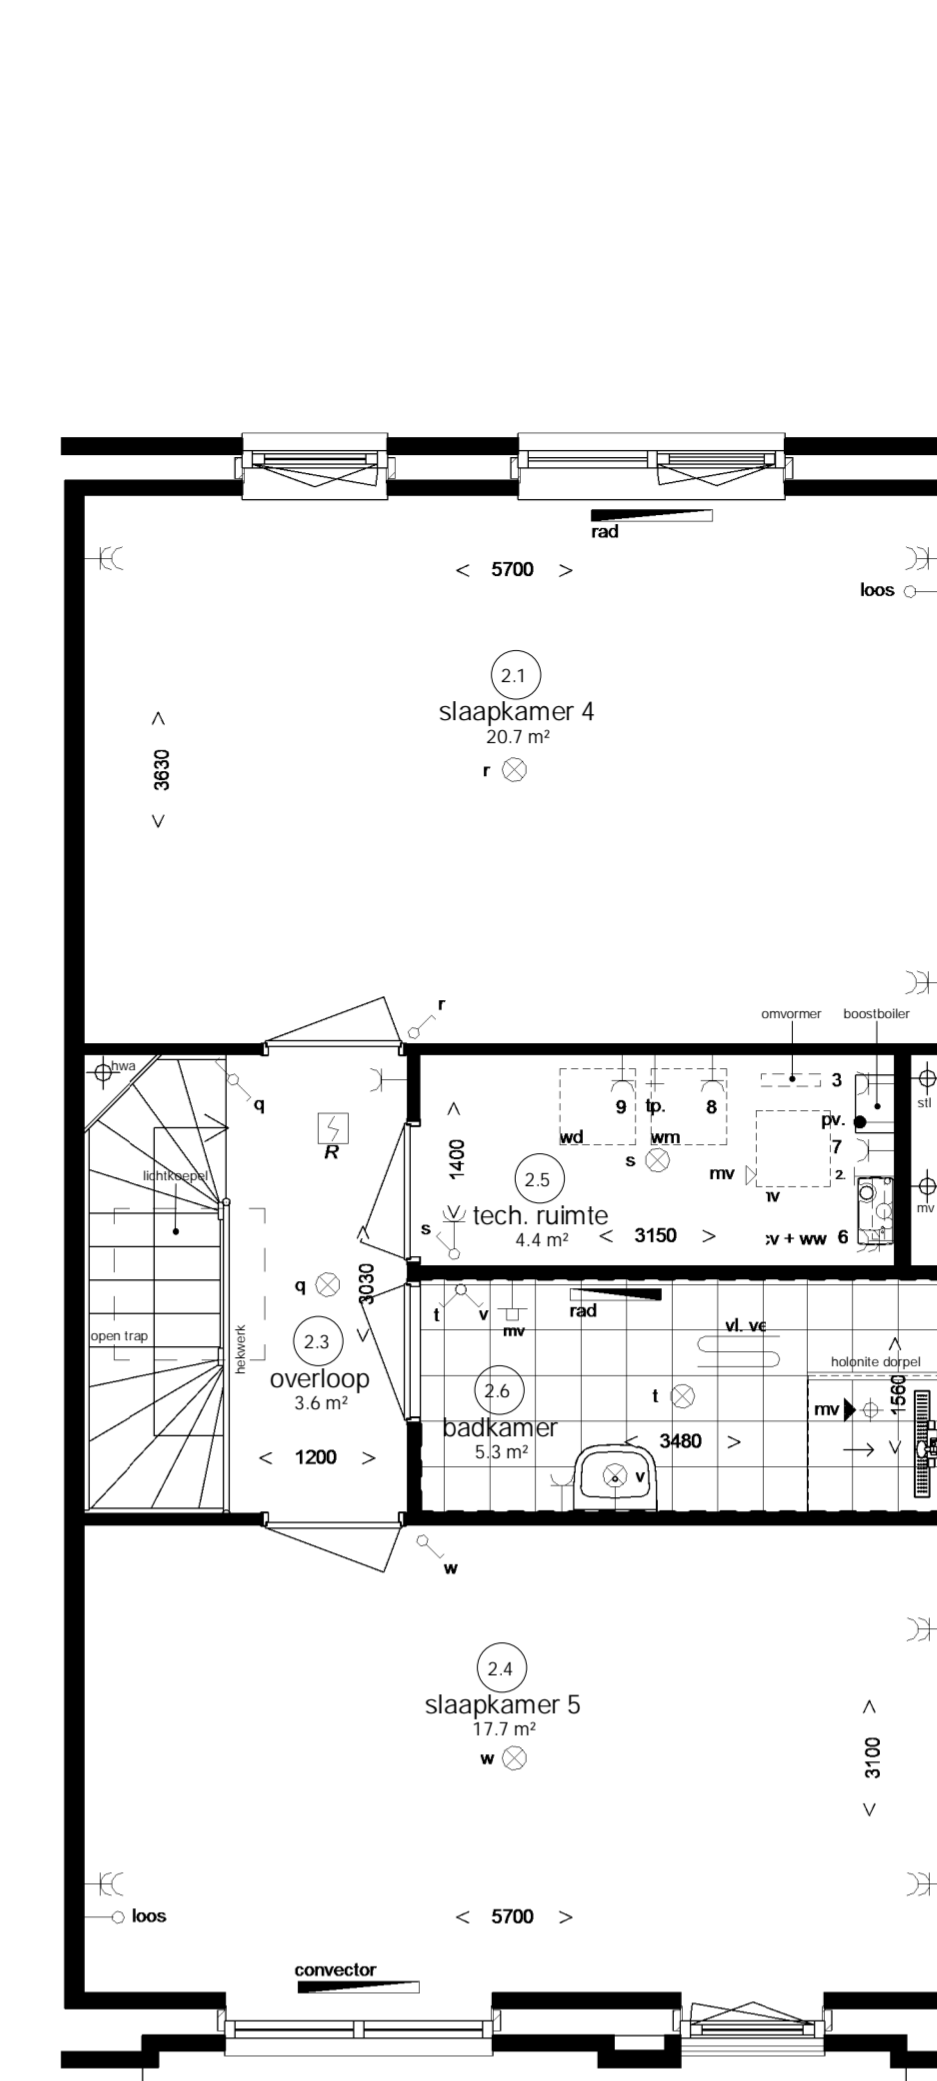 rad
< 5700 >
loos
2.1
slaapkamer 4
20.7 m²
r
< 3630 >
r
omvormer
boostboiler
hwa
q
R
lichtkoepel
9
tp.
8
wd
wm
s
3
pv.
7
2.
mv
stl
mv
< 1400 >
2.5
tech. ruimte
4.4 m²
< 3150 >
6
s
q
< 3030 >
open trap
hekwerk
2.3
overloop
3.6 m²
< 1200 >
t
v
mv
rad
holonite dorpel
2.6
badkamer
5.3 m²
t
mv
< 1560 >
< 3480 >
v
w
2.4
slaapkamer 5
17.7 m²
w
< 3100 >
loos
< 5700 >
convector